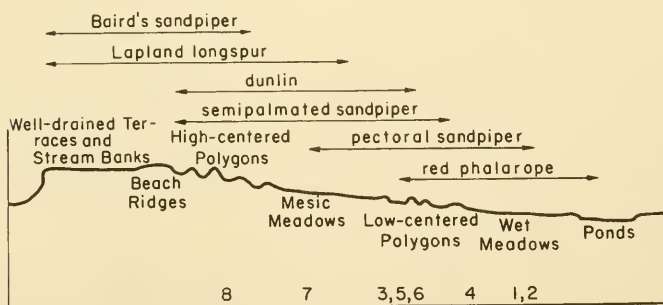 Baird's sandpiper
Lapland longspur
dunlin
semipalmated sandpiper
Well-drained Ter-
races and
Stream Banks
High-centered
Polygons
pectoral sandpiper
red phalarope
Beach
Ridges
Mesic
Meadows
Low-centered
Polygons
Wet
Meadows
Ponds
8 7 3,5,6 4 1,2